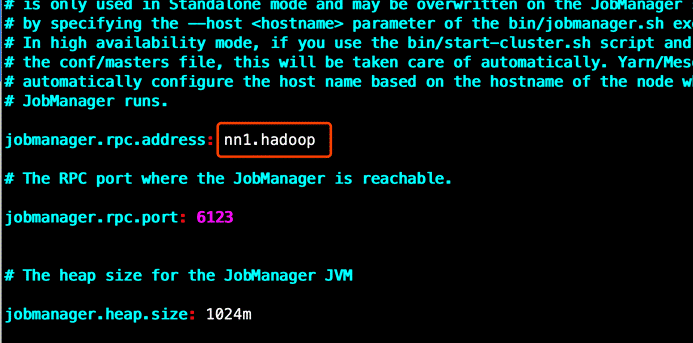 # is only used in Standalone mode and may be overwritten on the JobManager
# by specifying the --host <hostname> parameter of the bin/jobmanager.sh
# In high availability mode, if you use the bin/start-cluster.sh script and
# the conf/masters file, this will be taken care of automatically.
# automatically configure the host name based on the hostname of the node
# JobManager runs.
jobmanager.rpc.address: nn1.hadoop
# The RPC port where the JobManager is reachable.
jobmanager.rpc.port: 6123
# The heap size for the JobManager JVM
jobmanager.heap.size: 1024m